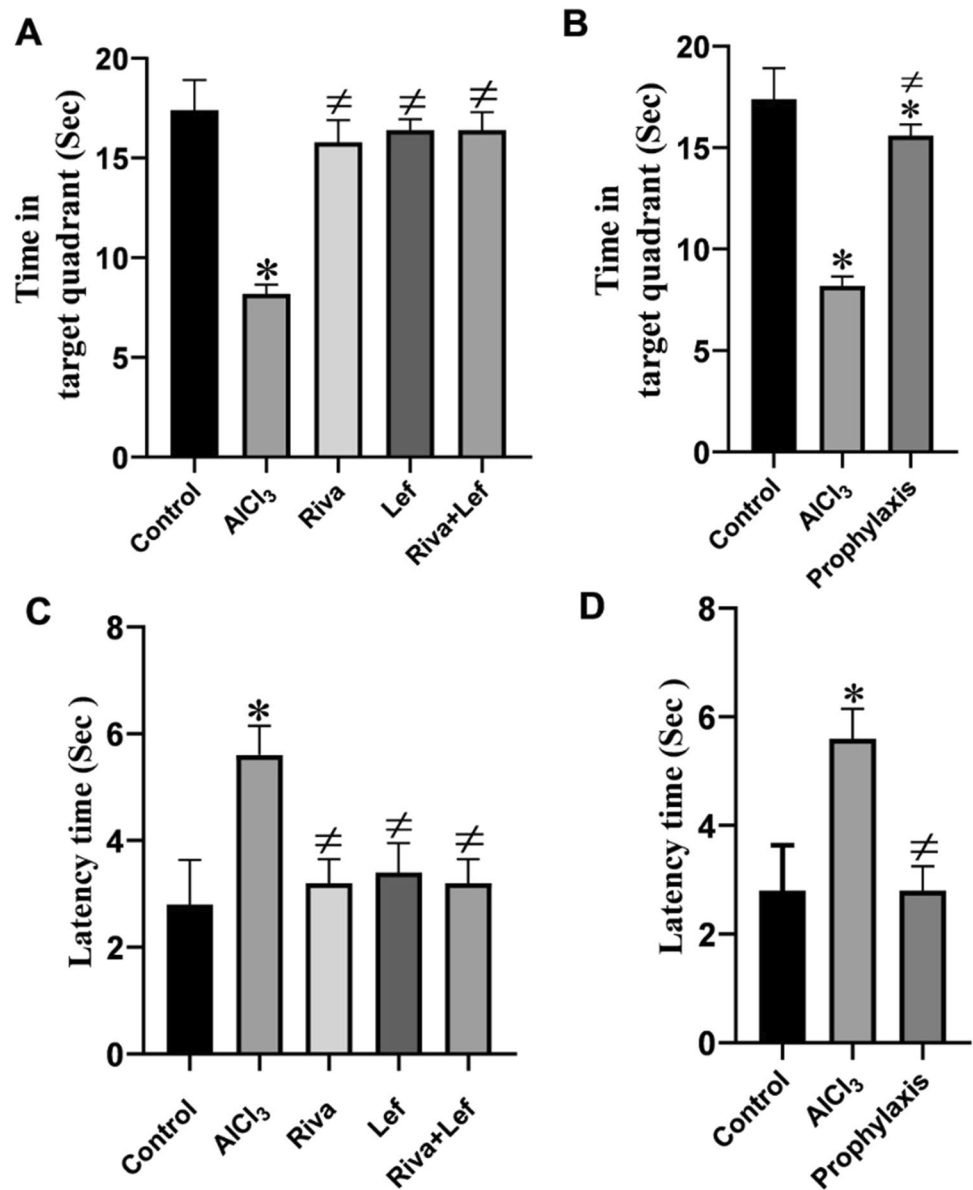 A
Time in
target quadrant (Sec)
20
15
10
5
0
*
≠
≠
≠
Control
AlCl₃
Riva
Lef
Riva+Lef
B
Time in
target quadrant (Sec)
20
15
10
5
0
*
≠
*
Control
AlCl₃
Prophylaxis
C
Latency time (Sec )
8
6
4
2
0
*
≠
≠
≠
Control
AlCl₃
Riva
Lef
Riva+Lef
D
Latency time (Sec )
8
6
4
2
0
*
≠
Control
AlCl₃
Prophylaxis